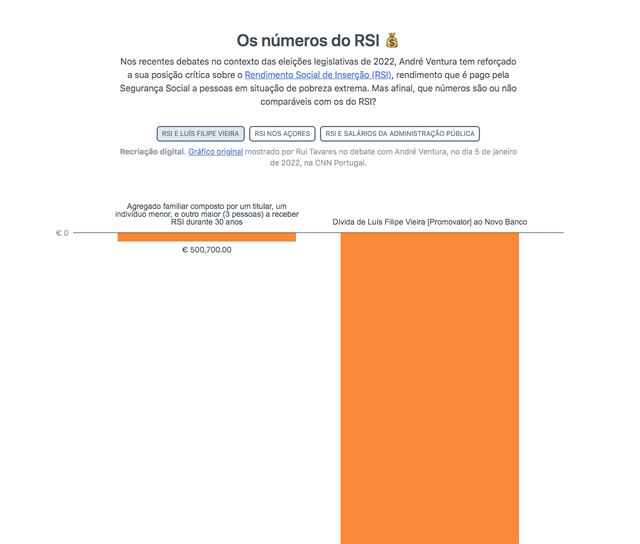 Os números do RSI 💰
Nos recentes debates no contexto das eleições legislativas de 2022, André Ventura tem reforçado
a sua posição crítica sobre o Rendimento Social de Inserção (RSI), rendimento que é pago pela
Segurança Social a pessoas em situação de pobreza extrema. Mas afinal, que números são ou não
comparáveis com os do RSI?
RSI E LUÍS FILIPE VIEIRA
RSI NOS AÇORES
RSI E SALÁRIOS DA ADMINISTRAÇÃO PÚBLICA
Recriação digital. Gráfico original mostrado por Rui Tavares no debate com André Ventura, no dia 5 de janeiro
de 2022, na CNN Portugal.
Agregado familiar composto por um titular, um
indivíduo menor, e outro maior (3 pessoas) a receber
RSI durante 30 anos
Dívida de Luís Filipe Vieira [Promovalor] ao Novo Banco
€ 0
€ 500,700.00